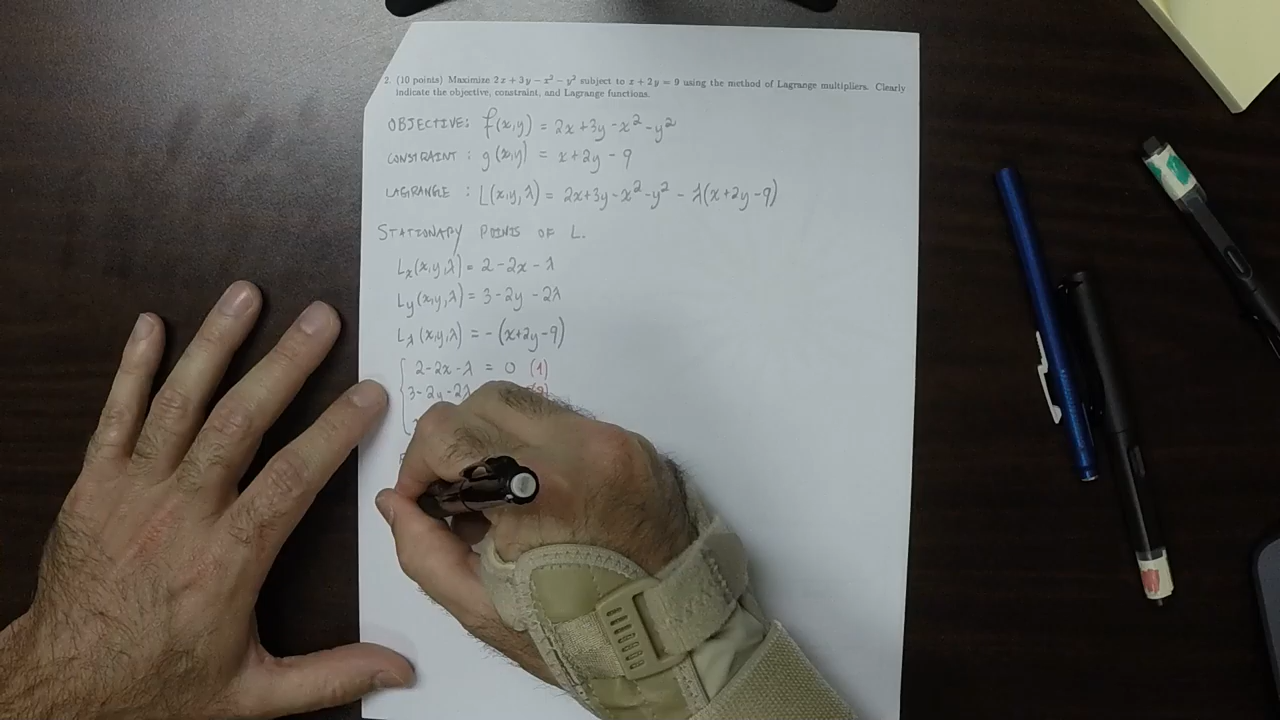 2. (10 points) Maximize 2x + 3y − x² − y² subject to x + 2y = 9 using the method of Lagrange multipliers. Clearly
indicate the objective, constraint, and Lagrange functions.
OBJECTIVE: f(x,y) = 2x+3y-x²-y²
CONSTRAINT: g(x,y) = x+2y-9
LAGRANGE: L(x,y,λ) = 2x+3y-x²-y² - λ(x+2y-9)
STATIONARY POINTS OF L.
Lx(x,y,λ) = 2-2x-λ
Ly(x,y,λ) = 3-2y-2λ
Lλ(x,y,λ) = -(x+2y-9)
2-2x-λ = 0 (1)
3-2y-2λ